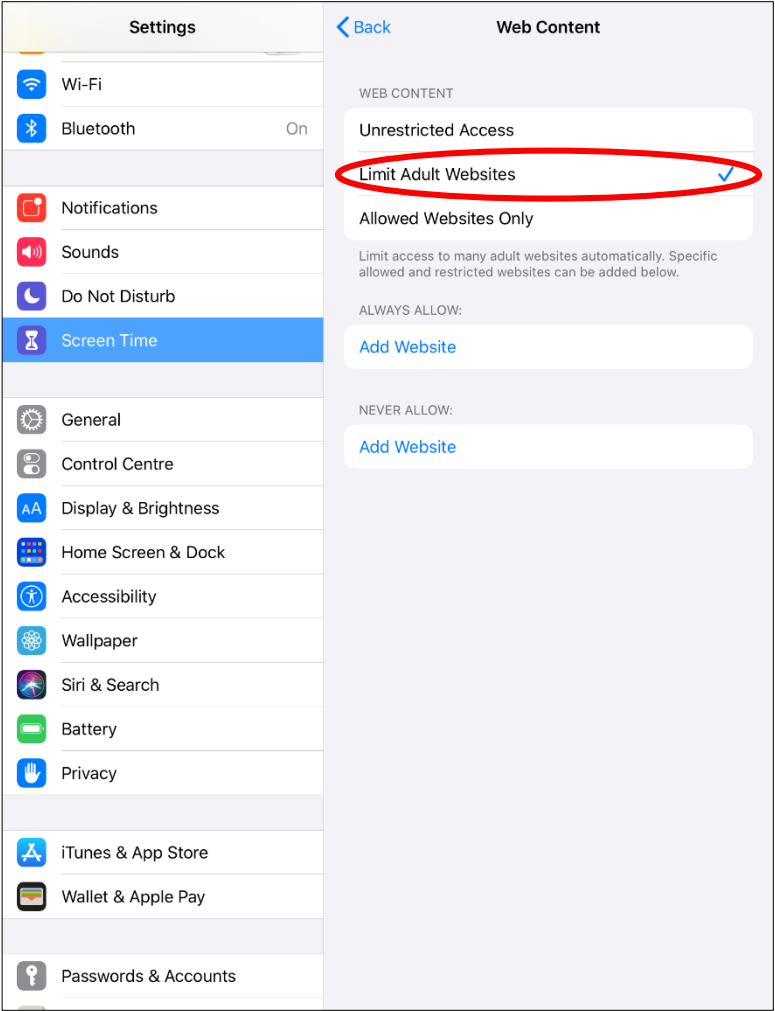 Settings
Wi-Fi
Bluetooth On
Notifications
Sounds
Do Not Disturb
Screen Time
General
Control Centre
AA Display & Brightness
Home Screen & Dock
Accessibility
Wallpaper
Siri & Search
Battery
Privacy
iTunes & App Store
Wallet & Apple Pay
Passwords & Accounts
Back Web Content
WEB CONTENT
Unrestricted Access
Limit Adult Websites
Allowed Websites Only
Limit access to many adult websites automatically. Specific
allowed and restricted websites can be added below.
ALWAYS ALLOW:
Add Website
NEVER ALLOW:
Add Website